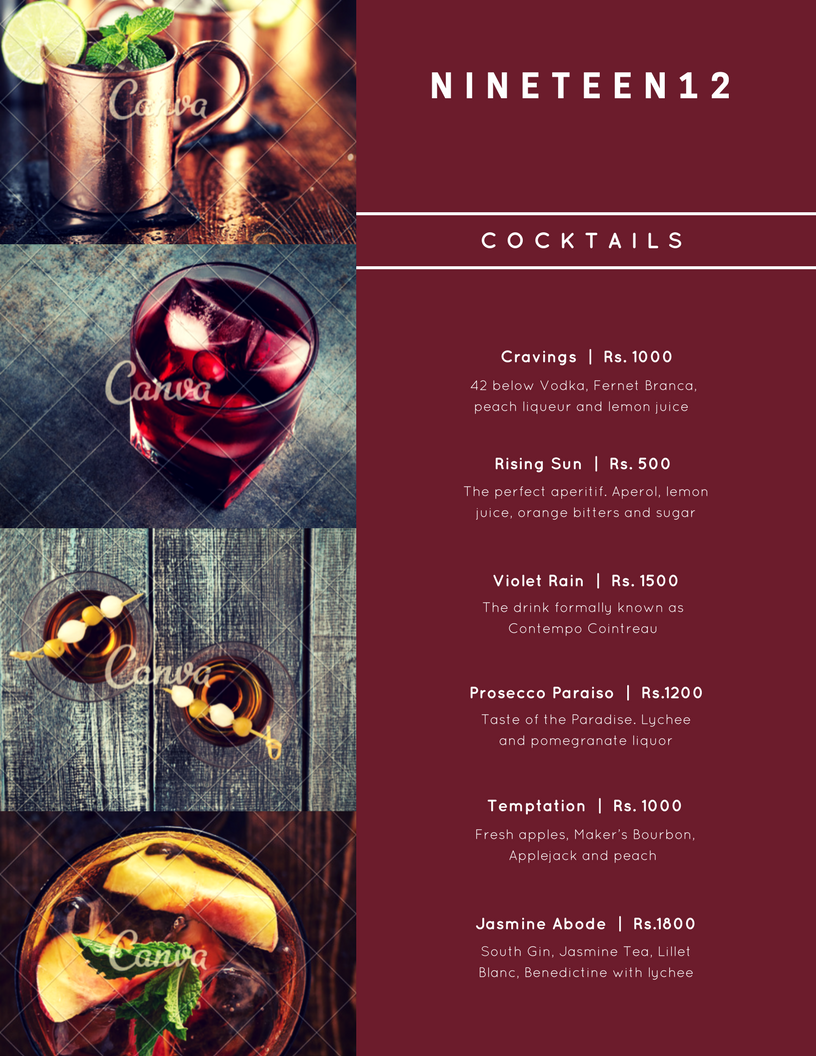 NINETEEN12
COCKTAILS
Cravings | Rs. 1000
42 below Vodka, Fernet Branca,
peach liqueur and lemon juice
Rising Sun | Rs. 500
The perfect aperitif. Aperol, lemon
juice, orange bitters and sugar
Violet Rain | Rs. 1500
The drink formally known as
Contempo Cointreau
Prosecco Paraiso | Rs.1200
Taste of the Paradise. Lychee
and pomegranate liquor
Temptation | Rs. 1000
Fresh apples, Maker's Bourbon,
Applejack and peach
Jasmine Abode | Rs.1800
South Gin, Jasmine Tea, Lillet
Blanc, Benedictine with lychee
Canva
Canva
Canva
Canva